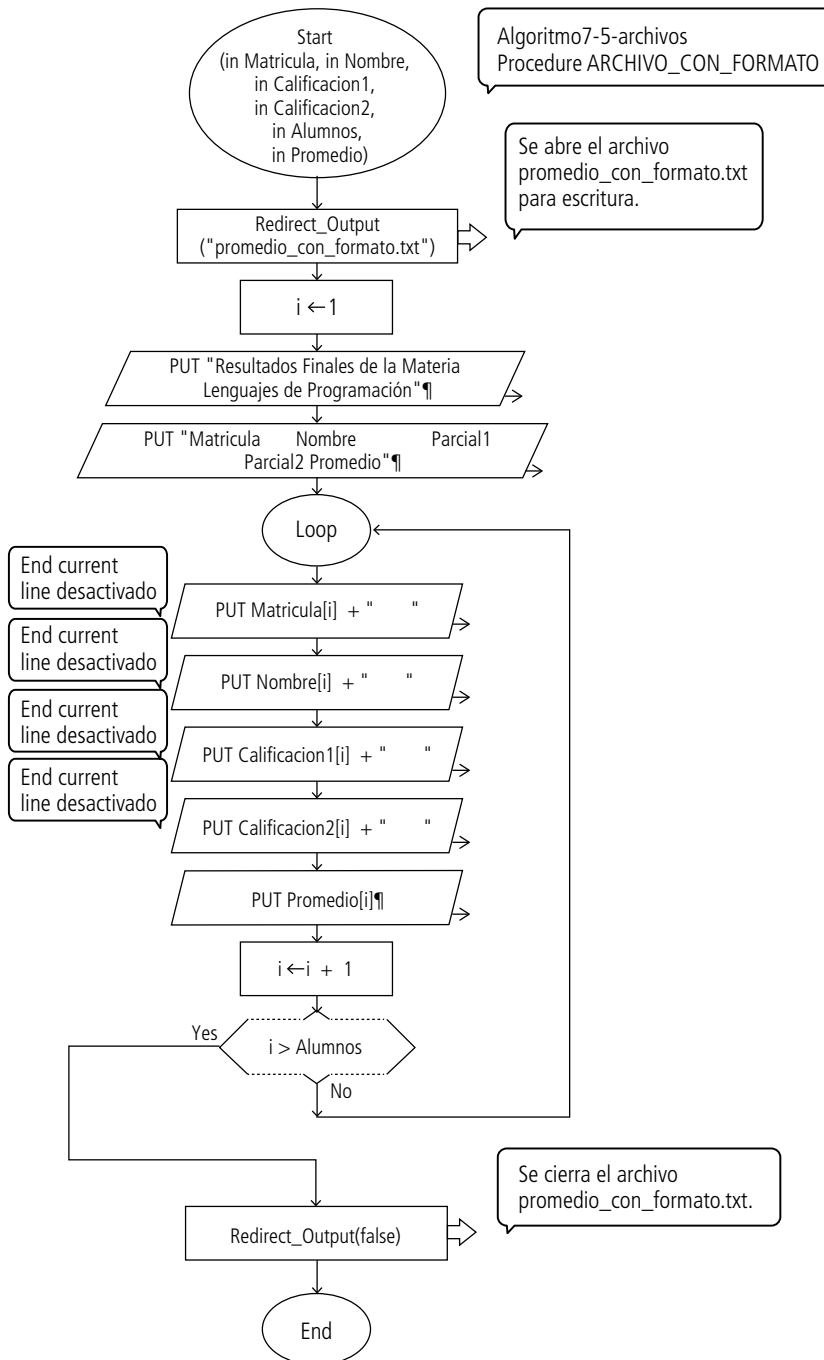 Start
(in Matricula, in Nombre,
in Calificacion1,
in Calificacion2,
in Alumnos,
in Promedio)
Algoritmo7-5-archivos
Procedure ARCHIVO_CON_FORMATO
Se abre el archivo
promedio_con_formato.txt
para escritura.
Redirect_Output
("promedio_con_formato.txt")
i ←1
PUT "Resultados Finales de la Materia
Lenguajes de Programación"¶
PUT "Matricula Nombre Parcial1
Parcial2 Promedio"¶
Loop
End current
line desactivado
PUT Matricula[i] + " "
End current
line desactivado
PUT Nombre[i] + " "
End current
line desactivado
PUT Calificacion1[i] + " "
End current
line desactivado
PUT Calificacion2[i] + " "
PUT Promedio[i]¶
i ←i + 1
Yes
i > Alumnos
No
Se cierra el archivo
promedio_con_formato.txt.
Redirect_Output(false)
End